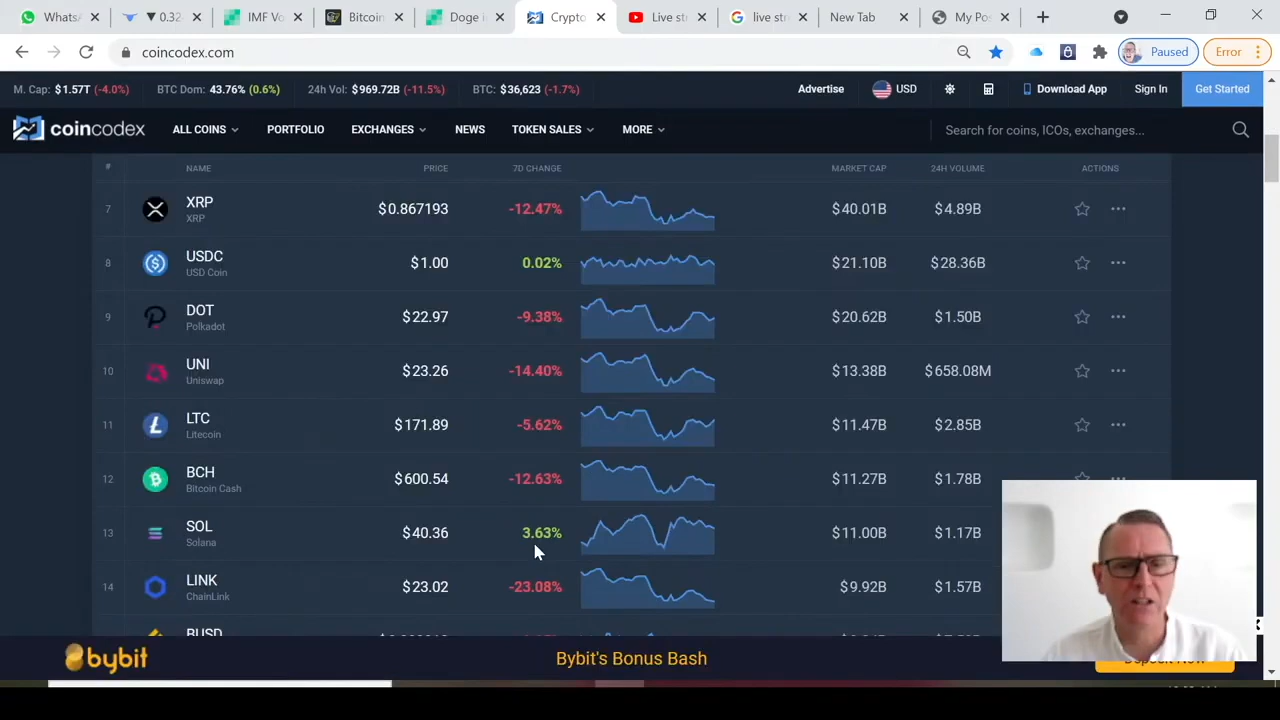 WhatsA
▼ 0.32
IMF Vo
Bitcoin
Doge i
Crypto
Live st
live str
New Tab
My Po
coincodex.com
Paused
Error
M. Cap: $1.57T (-4.0%) BTC Dom: 43.76% (0.6%) 24h Vol: $969.72B (-11.5%) BTC: $36,623 (-1.7%) Advertise USD Download App Sign In Get Started
coincodex ALL COINS PORTFOLIO EXCHANGES NEWS TOKEN SALES MORE Search for coins, ICOs, exchanges...
# NAME PRICE 7D CHANGE MARKET CAP 24H VOLUME ACTIONS
7 XRP $0.867193 -12.47% $40.01B $4.89B
XRP
8 USDC $1.00 0.02% $21.10B $28.36B
USD Coin
9 DOT $22.97 -9.38% $20.62B $1.50B
Polkadot
10 UNI $23.26 -14.40% $13.38B $658.08M
Uniswap
11 LTC $171.89 -5.62% $11.47B $2.85B
Litecoin
12 BCH $600.54 -12.63% $11.27B $1.78B
Bitcoin Cash
13 SOL $40.36 3.63% $11.00B $1.17B
Solana
14 LINK $23.02 -23.08% $9.92B $1.57B
ChainLink
BUSD
bybit Bybit's Bonus Bash Deposit Now